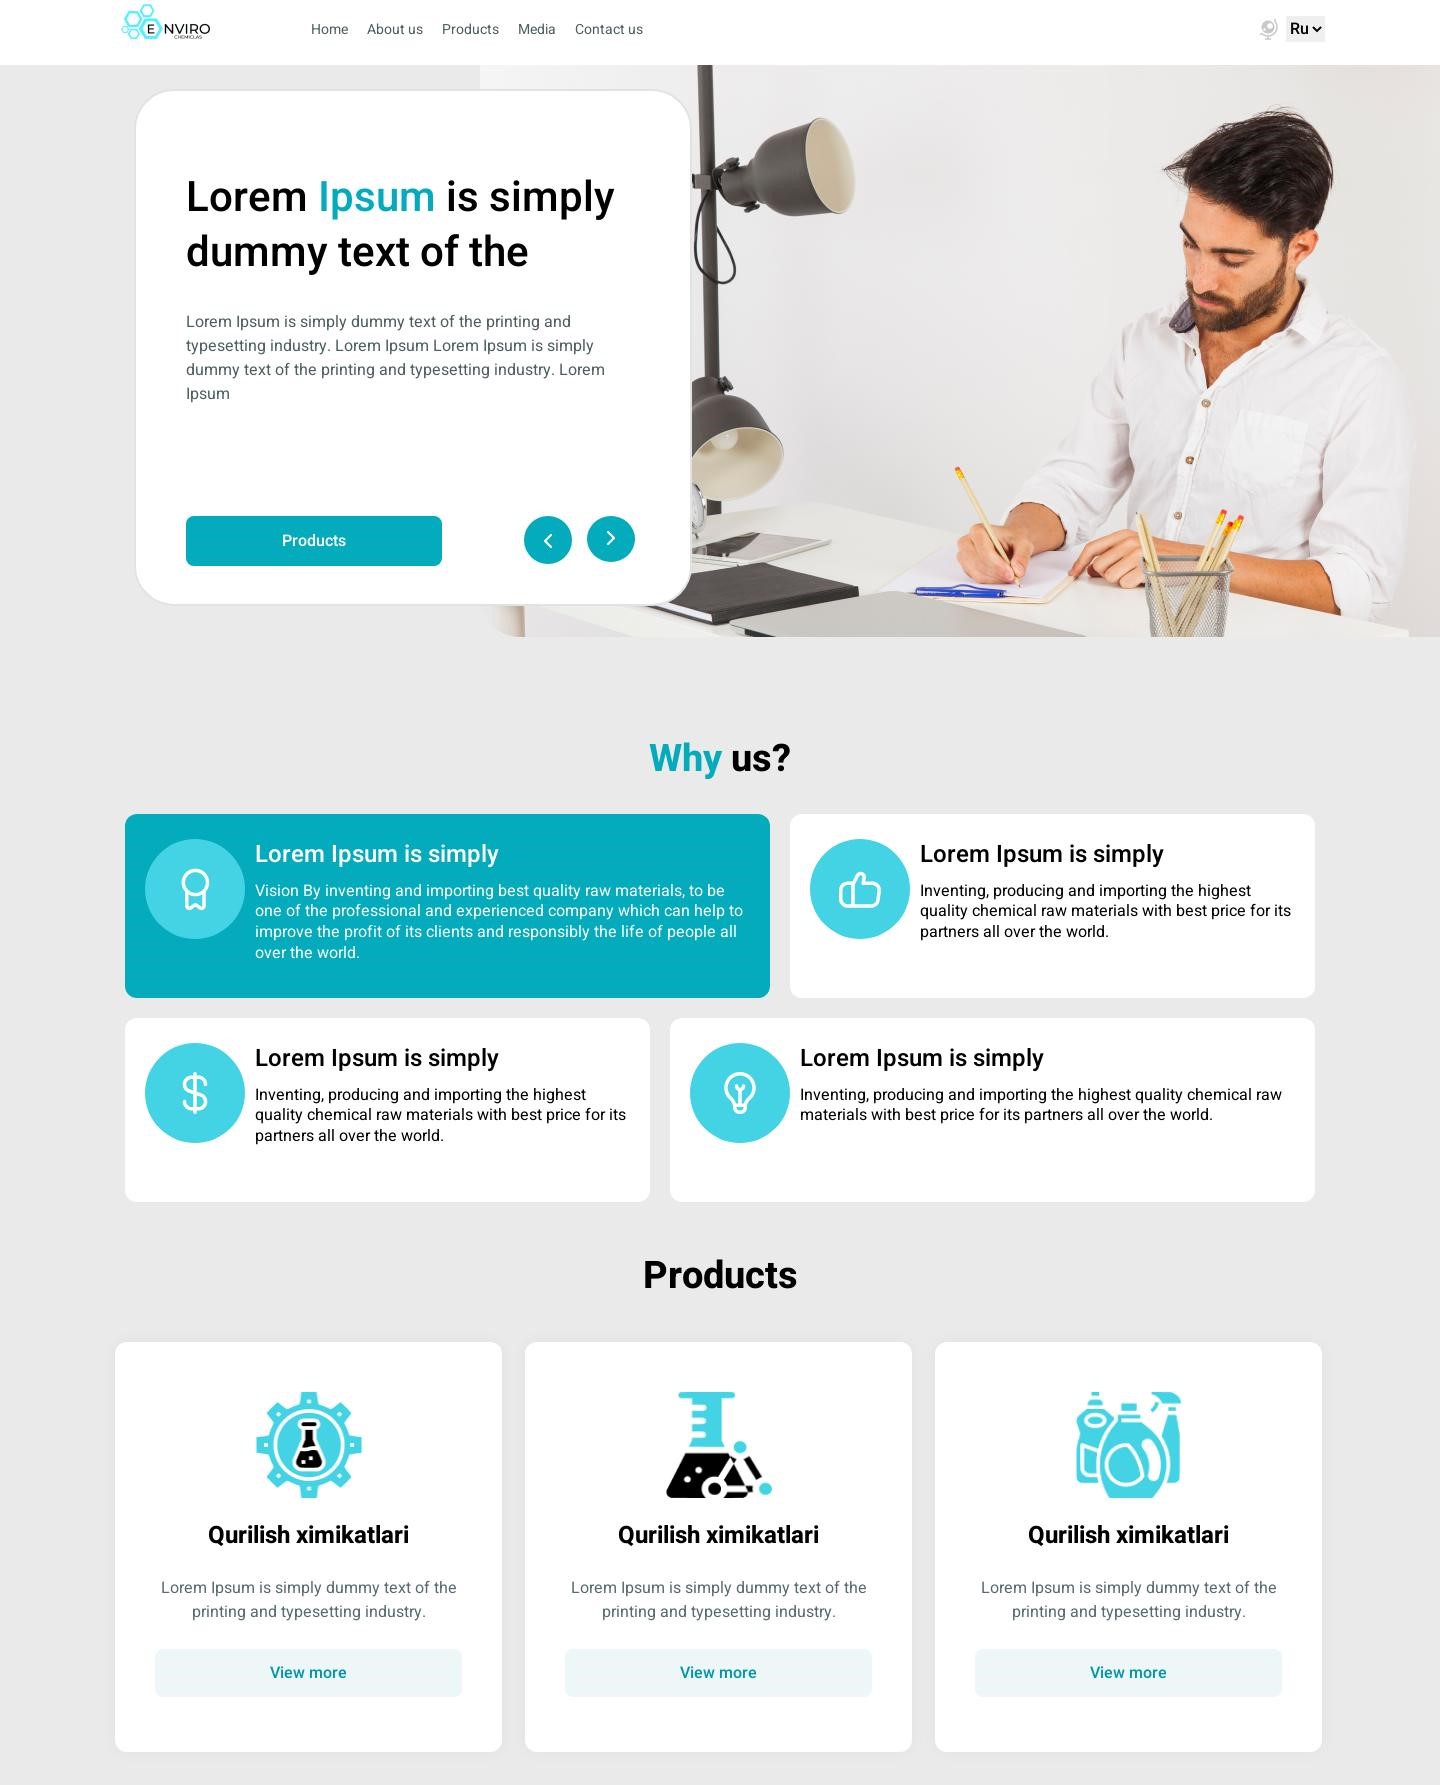 ENVIRO
CHEMICLAS
Home About us Products Media Contact us
Ru
Lorem Ipsum is simply
dummy text of the
Lorem Ipsum is simply dummy text of the printing and
typesetting industry. Lorem Ipsum Lorem Ipsum is simply
dummy text of the printing and typesetting industry. Lorem
Ipsum
Products
Why us?
Lorem Ipsum is simply
Vision By inventing and importing best quality raw materials, to be
one of the professional and experienced company which can help to
improve the profit of its clients and responsibly the life of people all
over the world.
Lorem Ipsum is simply
Inventing, producing and importing the highest
quality chemical raw materials with best price for its
partners all over the world.
Lorem Ipsum is simply
Inventing, producing and importing the highest
quality chemical raw materials with best price for its
partners all over the world.
Lorem Ipsum is simply
Inventing, producing and importing the highest quality chemical raw
materials with best price for its partners all over the world.
Products
Qurilish ximikatlari
Lorem Ipsum is simply dummy text of the
printing and typesetting industry.
View more
Qurilish ximikatlari
Lorem Ipsum is simply dummy text of the
printing and typesetting industry.
View more
Qurilish ximikatlari
Lorem Ipsum is simply dummy text of the
printing and typesetting industry.
View more